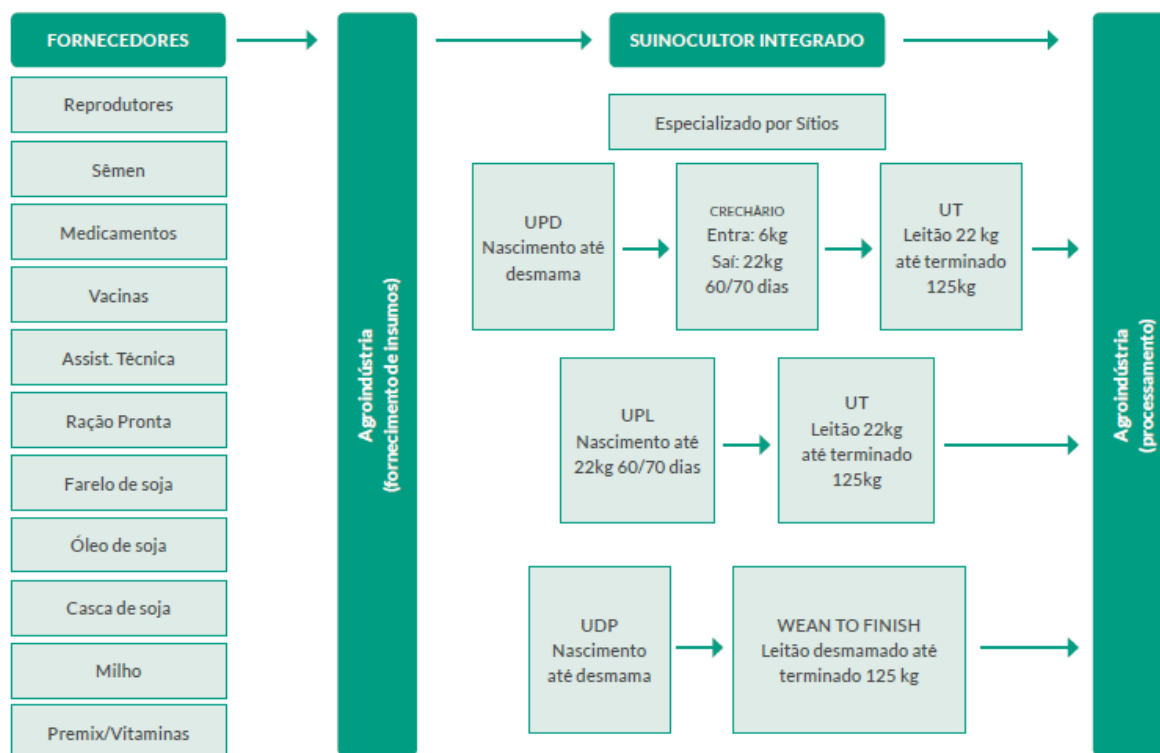 FORNECEDORES
Reprodutores
Sêmen
Medicamentos
Vacinas
Assist. Técnica
Ração Pronta
Farelo de soja
Óleo de soja
Casca de soja
Milho
Premix/Vitaminas
Agroindústria
(fornecimento de insumos)
SUINOCULTOR INTEGRADO
Especializado por Sítios
UPD
Nascimento até
desmama
CRECHÁRIO
Entra: 6kg
Saí: 22kg
60/70 dias
UT
Leitão 22 kg
até terminado
125kg
UPL
Nascimento até
22kg 60/70 dias
UT
Leitão 22kg
até terminado
125kg
UDP
Nascimento
até desmama
WEAN TO FINISH
Leitão desmamado até
terminado 125 kg
Agroindústria
(processamento)